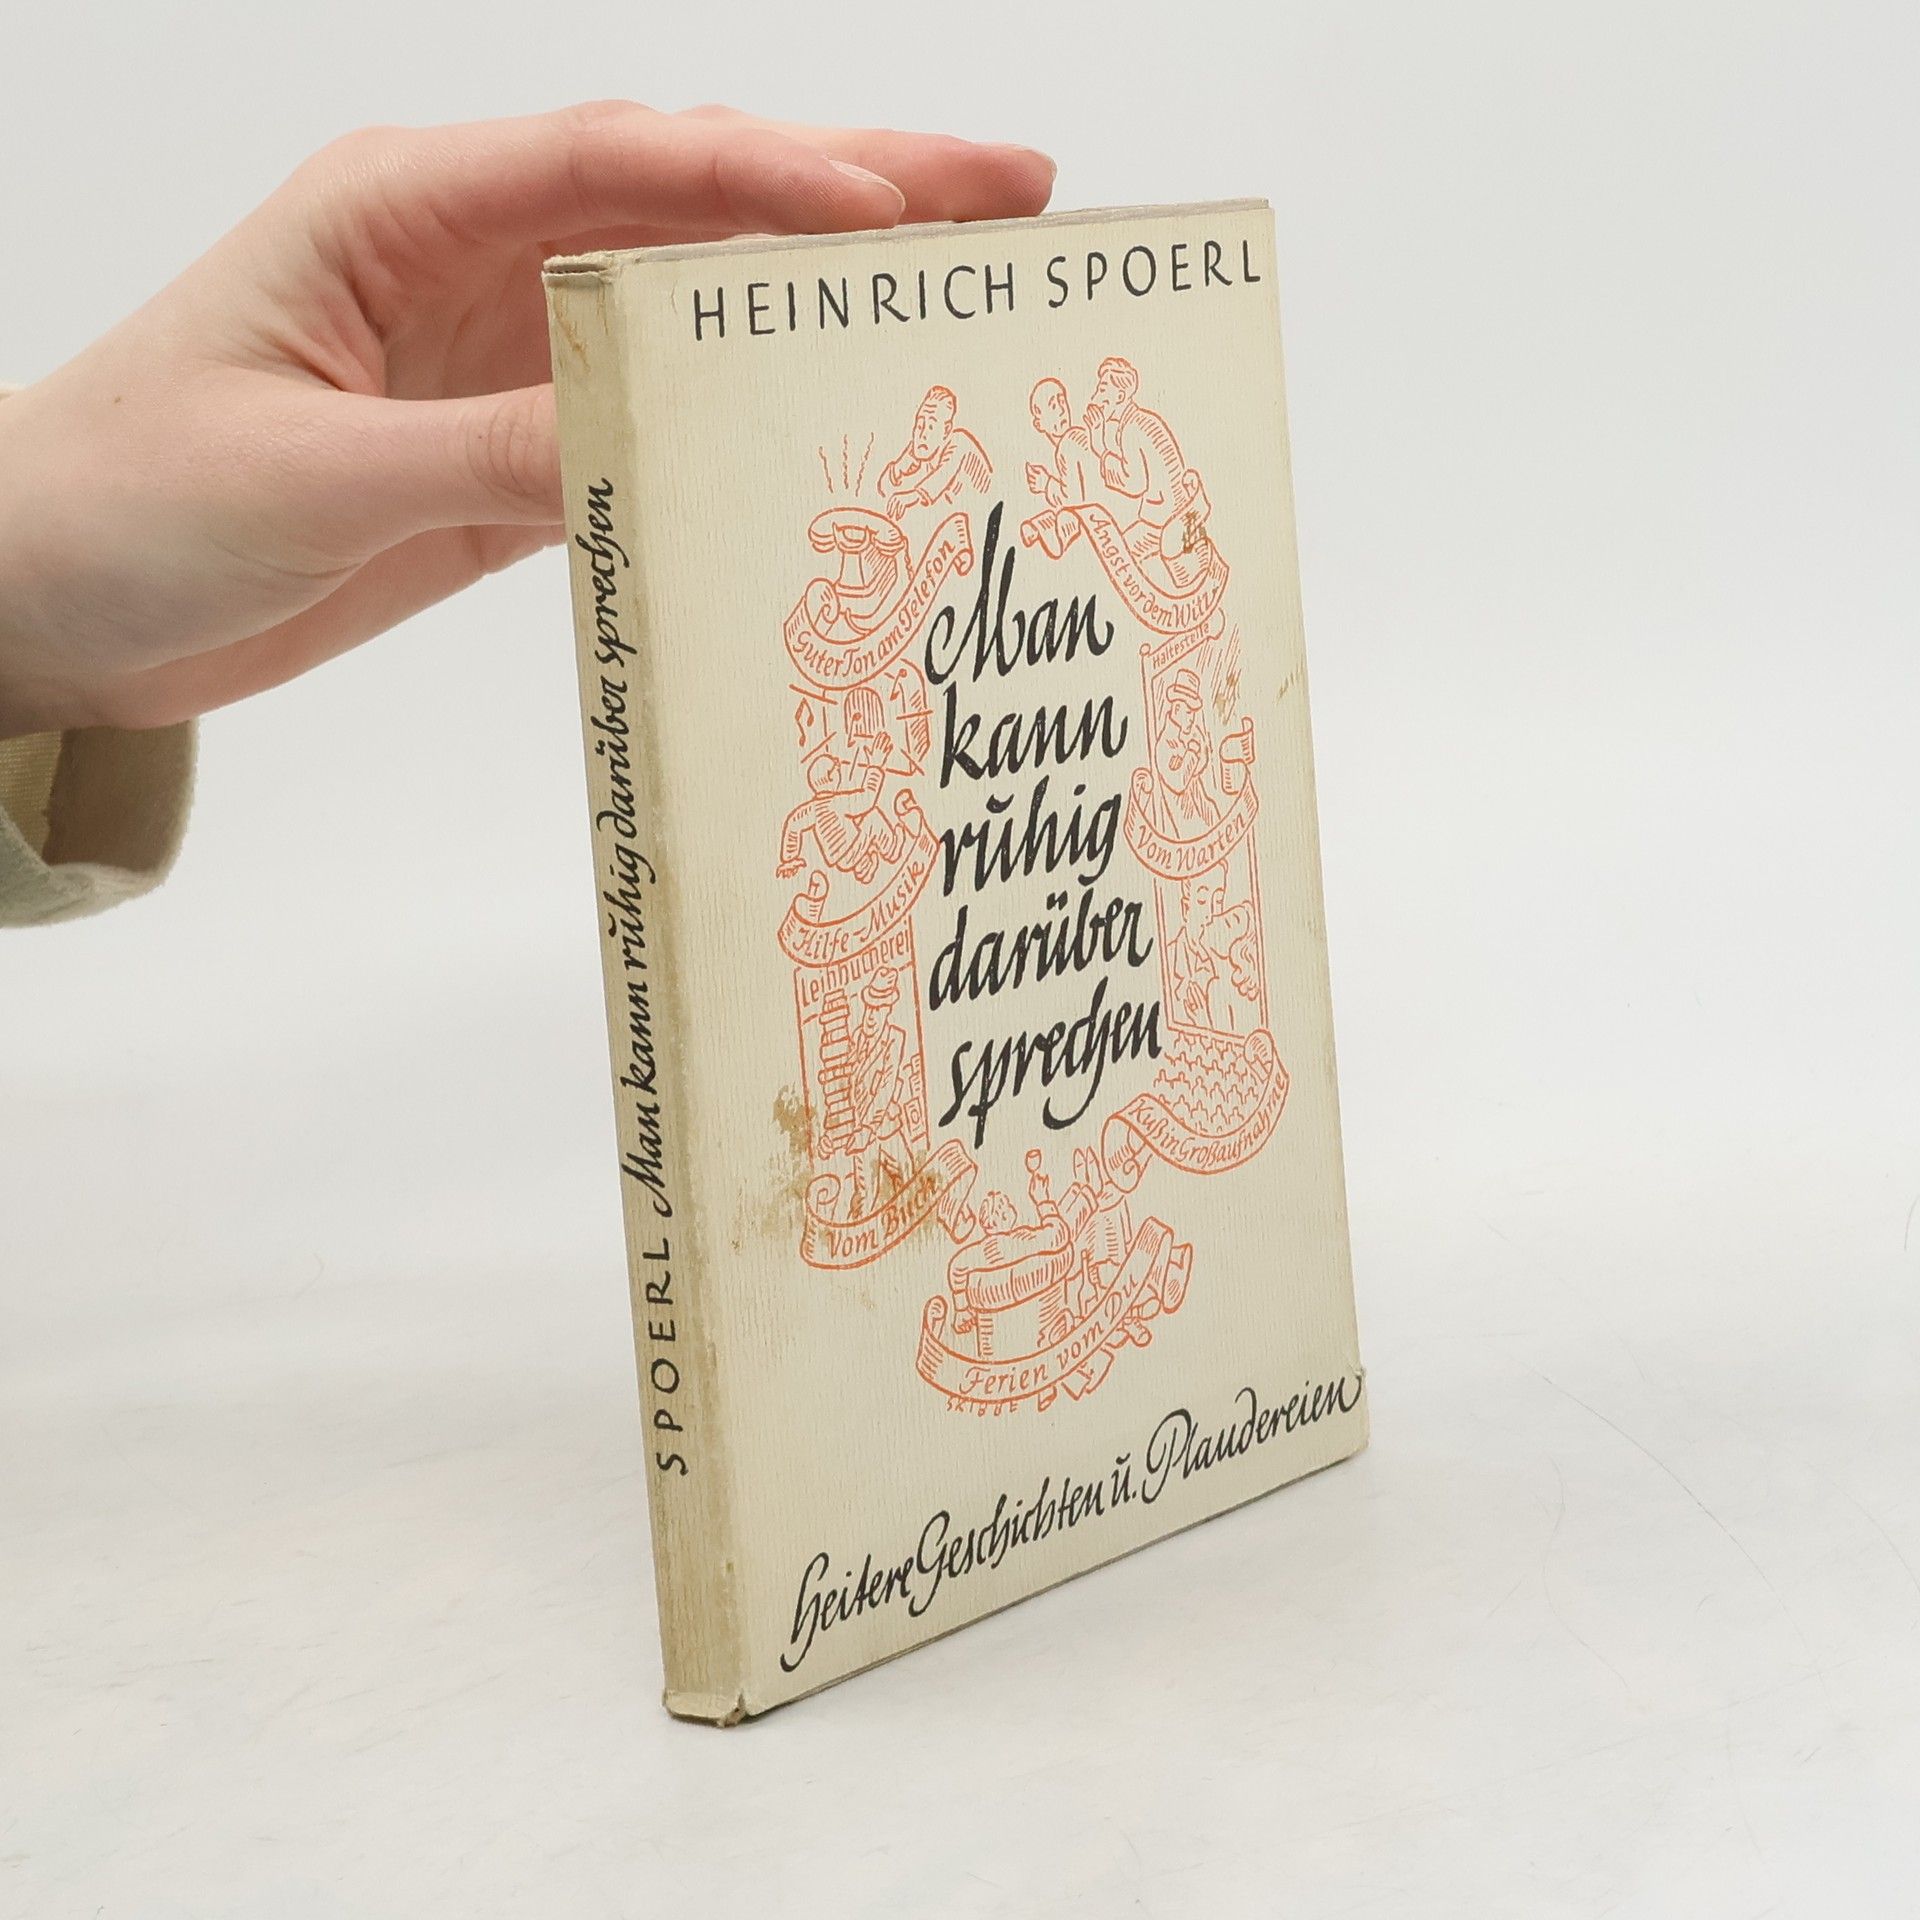 HEINRICH SPOERL
Guter Ton am Telefon
Angst vor dem Witz
Haltestelle
Man
kann
ruhig
darüber
sprechen
Vom Warten
Hilfe-Musik
Leihbücherei
Kuß in Großaufnahme
Vom Buch
Ferien vom Du
SKIBBE
Heitere Geschichten u. Plaudereien
SPOERL Man kann ruhig darüber sprechen